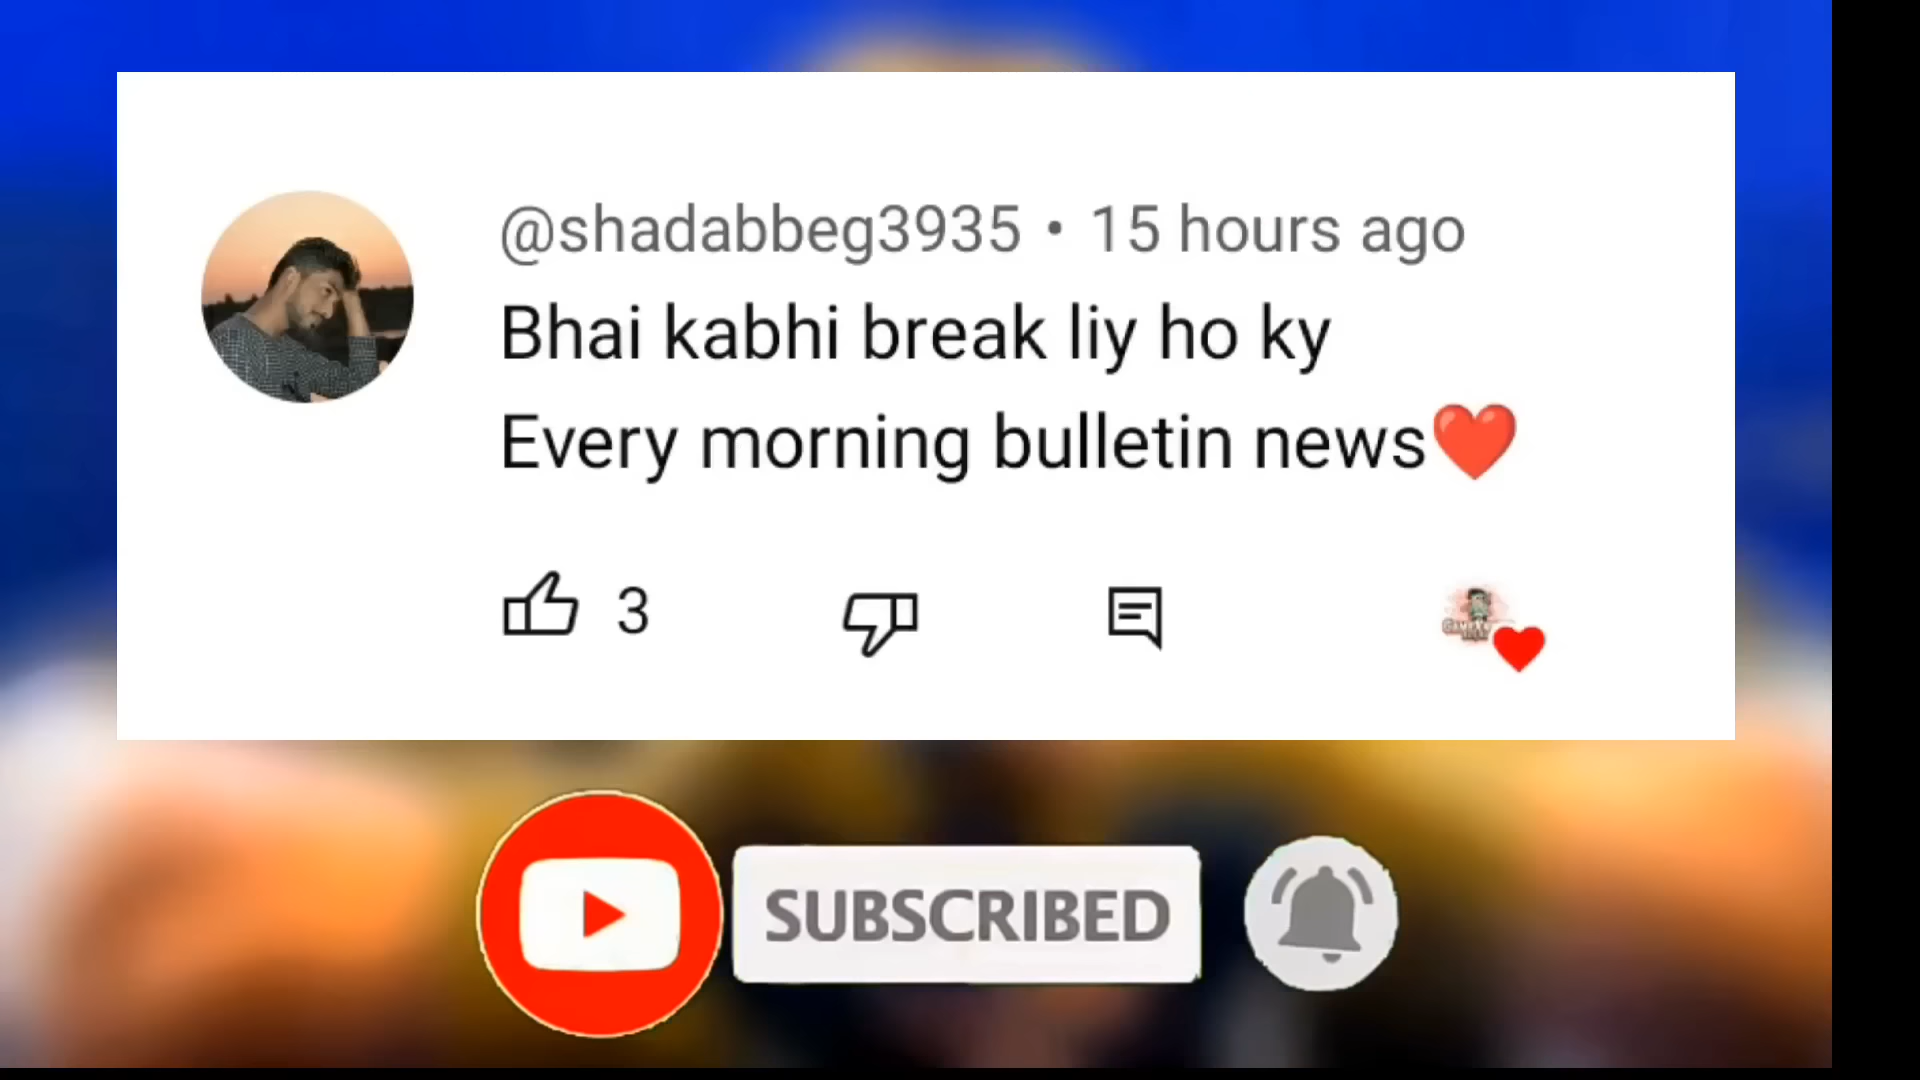 @shadabbeg3935 • 15 hours ago
Bhai kabhi break liy ho ky
Every morning bulletin news❤️
3
SUBSCRIBED